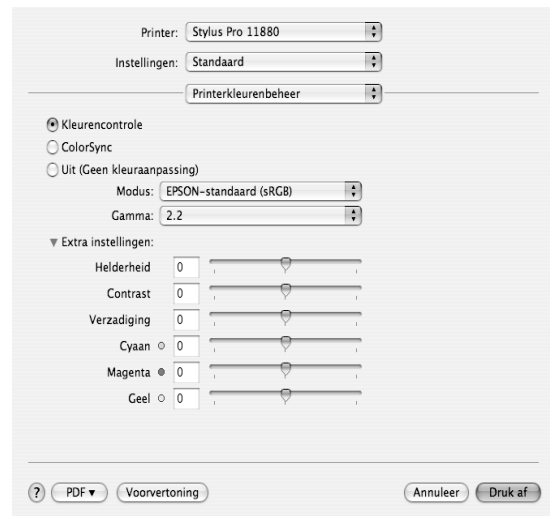 Printer: Stylus Pro 11880
Instellingen: Standaard
Printerkleurenbeheer
Kleurencontrole
ColorSync
Uit (Geen kleuraanpassing)
Modus: EPSON-standaard (sRGB)
Gamma: 2.2
Extra instellingen:
Helderheid 0
Contrast 0
Verzadiging 0
Cyaan 0
Magenta 0
Geel 0
? PDF Voorvertoning Annuleer Druk af